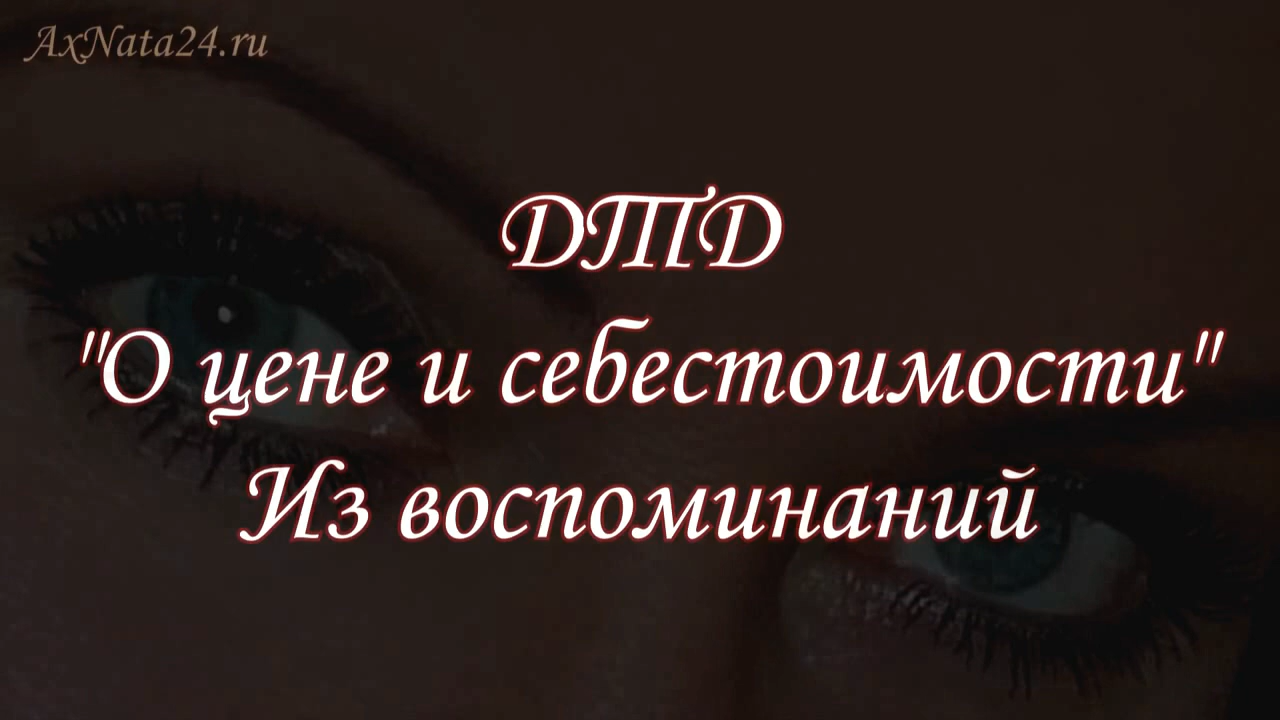 AxNata24.ru
ДТД
"О цене и себестоимости"
Из воспоминаний